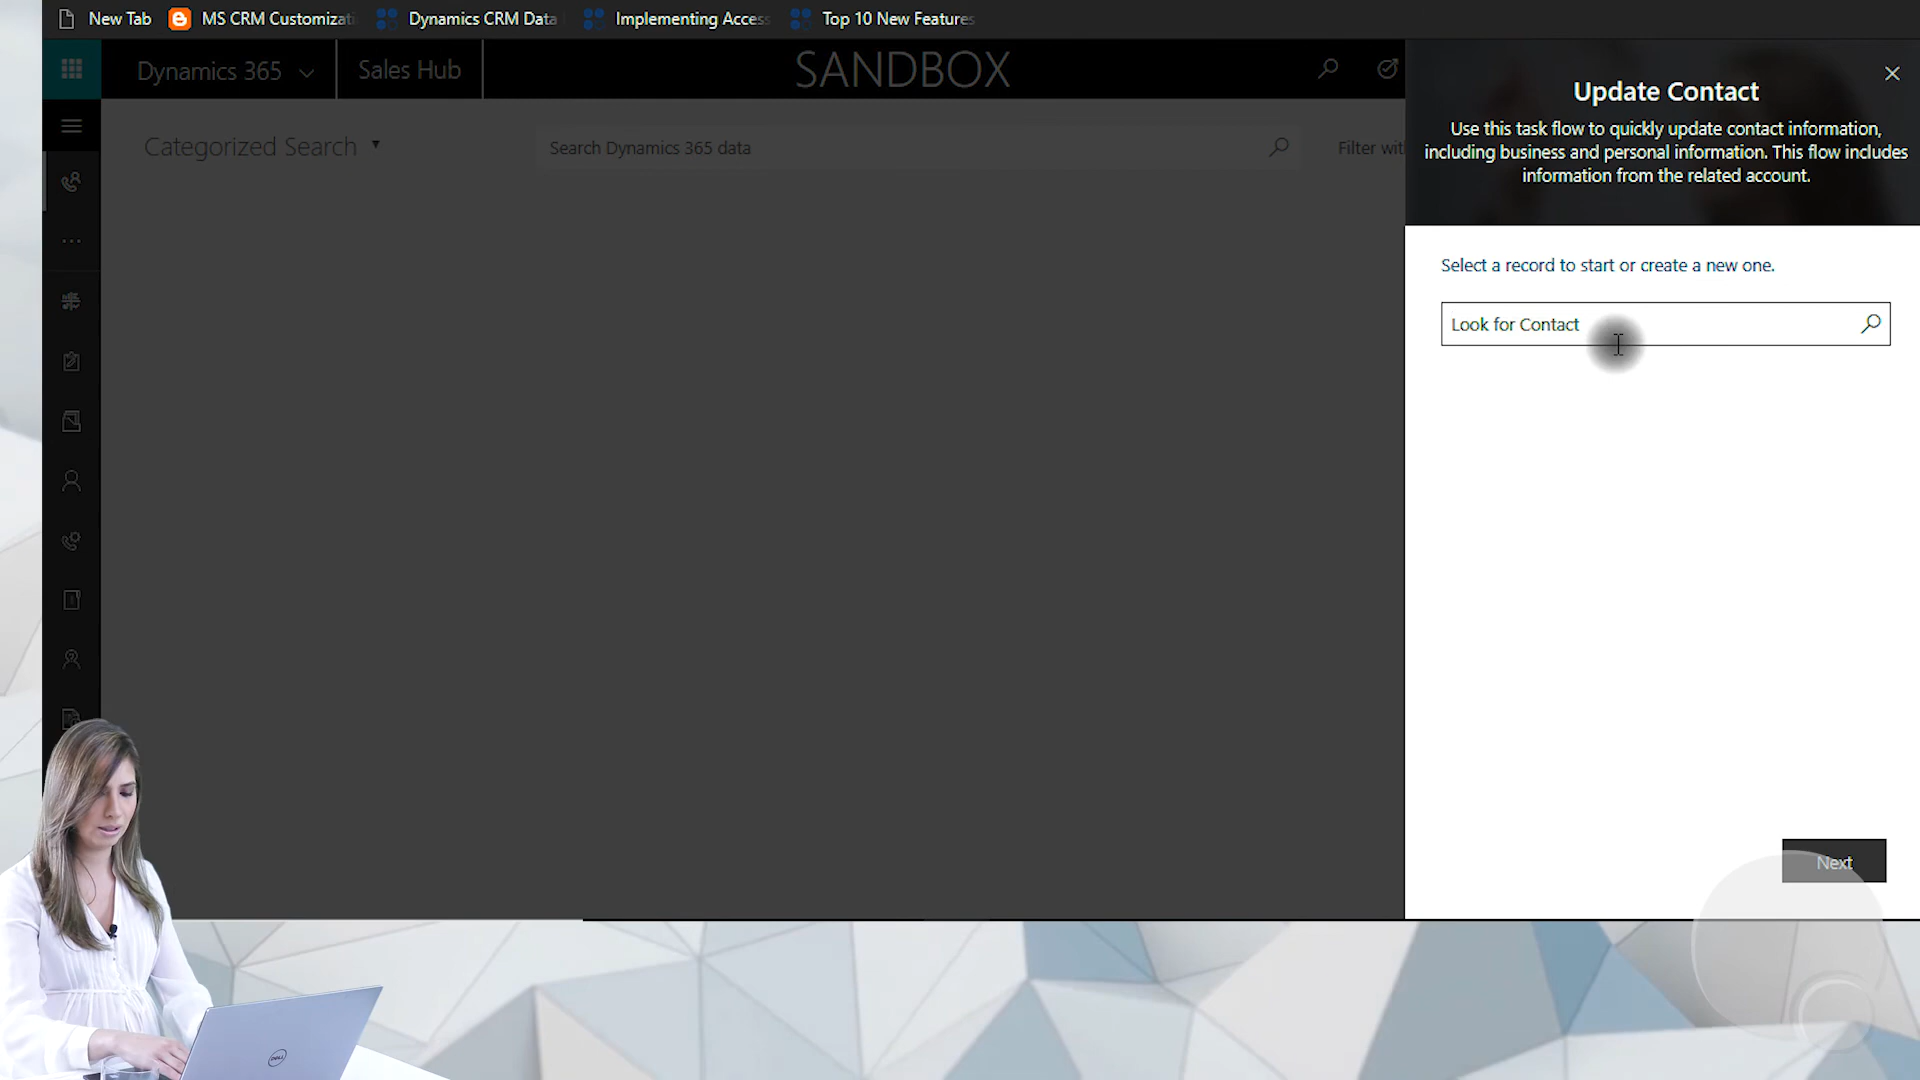 New Tab
MS CRM Customizati
Dynamics CRM Data
Implementing Access
Top 10 New Features
Dynamics 365
Sales Hub
SANDBOX
Categorized Search
Search Dynamics 365 data
Filter wit
Update Contact
Use this task flow to quickly update contact information,
including business and personal information. This flow includes
information from the related account.
Select a record to start or create a new one.
Look for Contact
Next
DELL